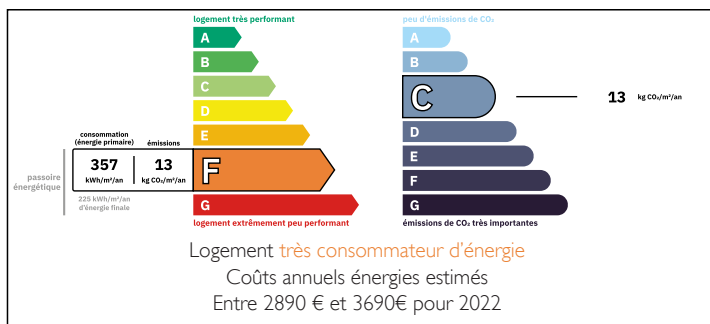 logement très performant
A
B
C
D
E
consommation
(énergie primaire)
émissions
357
kWh/m²/an
13
kg CO₂/m²/an
F
passoire
énergétique
225 kWh/m²/an
d'énergie finale
G
logement extrêmement peu performant
peu d'émissions de CO₂
A
B
C
13 kg CO₂/m²/an
D
E
F
G
émissions de CO₂ très importantes
Logement très consommateur d'énergie
Coûts annuels énergies estimés
Entre 2890 € et 3690€ pour 2022